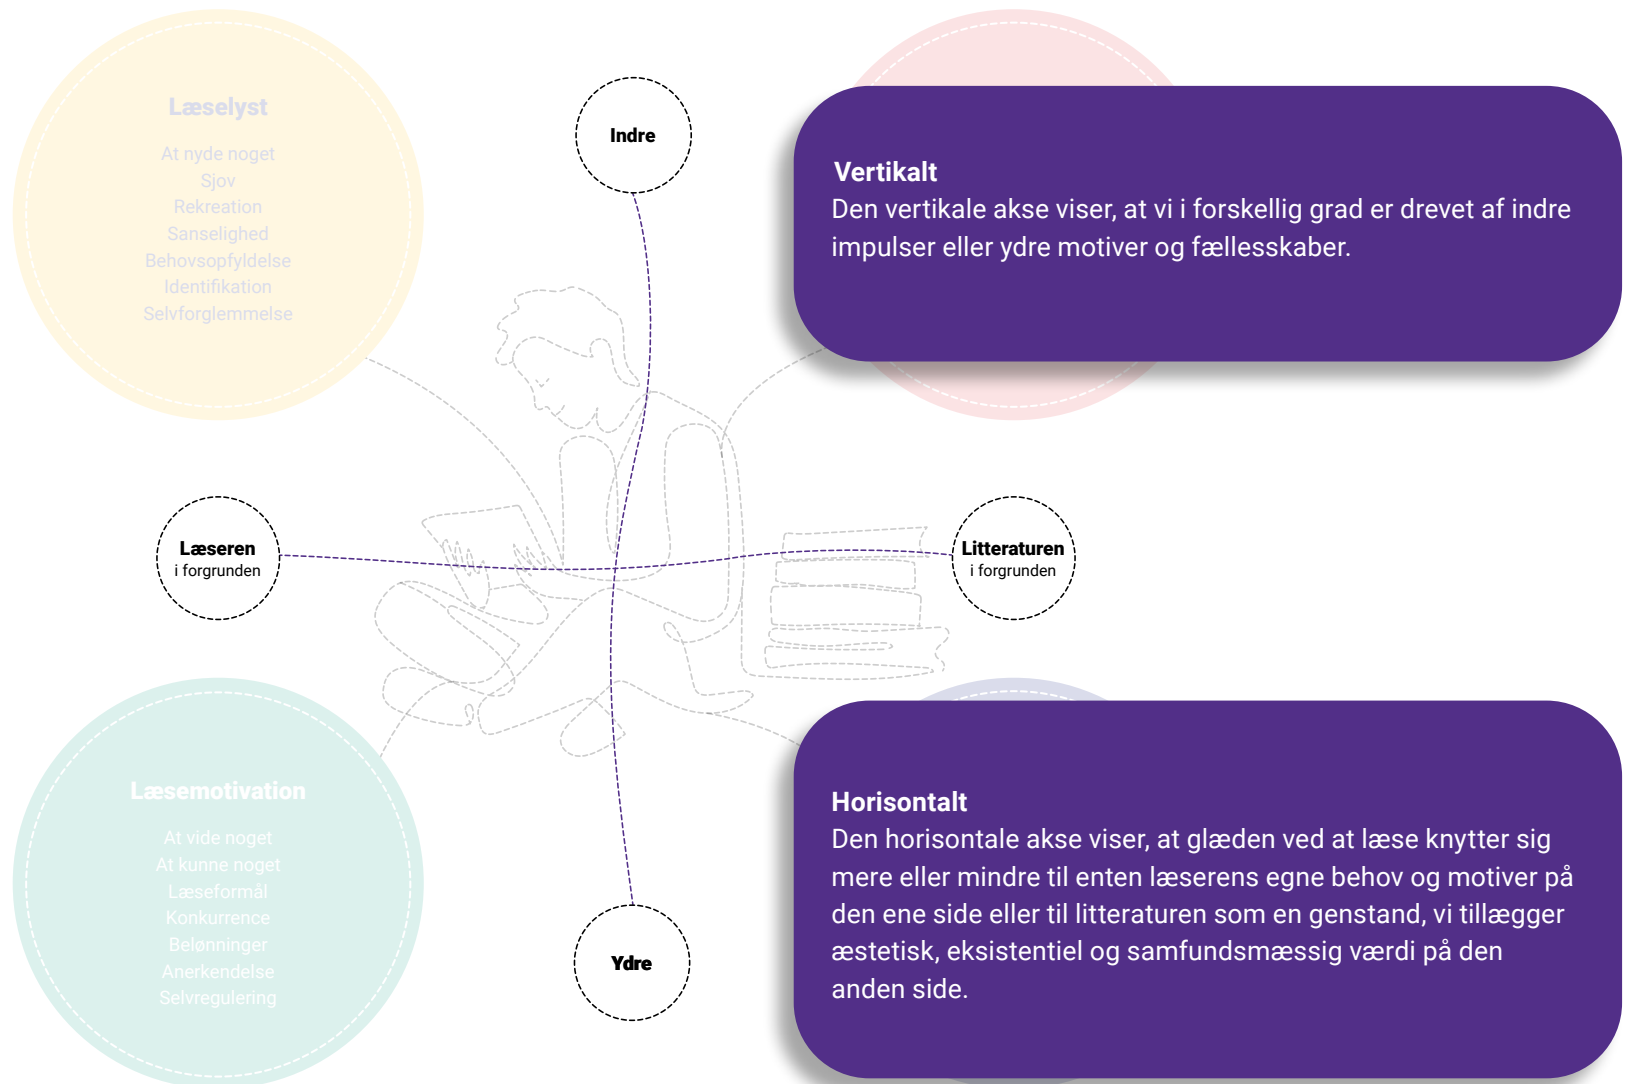 Læselyst
At nyde noget
Sjov
Rekreation
Sanselighed
Behovsopfyldelse
Identifikation
Selvforglemmelse
Indre
Vertikalt
Den vertikale akse viser, at vi i forskellig grad er drevet af indre
impulser eller ydre motiver og fællesskaber.
Læseren
i forgrunden
Litteraturen
i forgrunden
Læsemotivation
At vide noget
At kunne noget
Læseformål
Konkurrence
Belønninger
Anerkendelse
Selvregulering
Ydre
Horisontalt
Den horisontale akse viser, at glæden ved at læse knytter sig
mere eller mindre til enten læserens egne behov og motiver på
den ene side eller til litteraturen som en genstand, vi tillægger
æstetisk, eksistentiel og samfundsmæssig værdi på den
anden side.